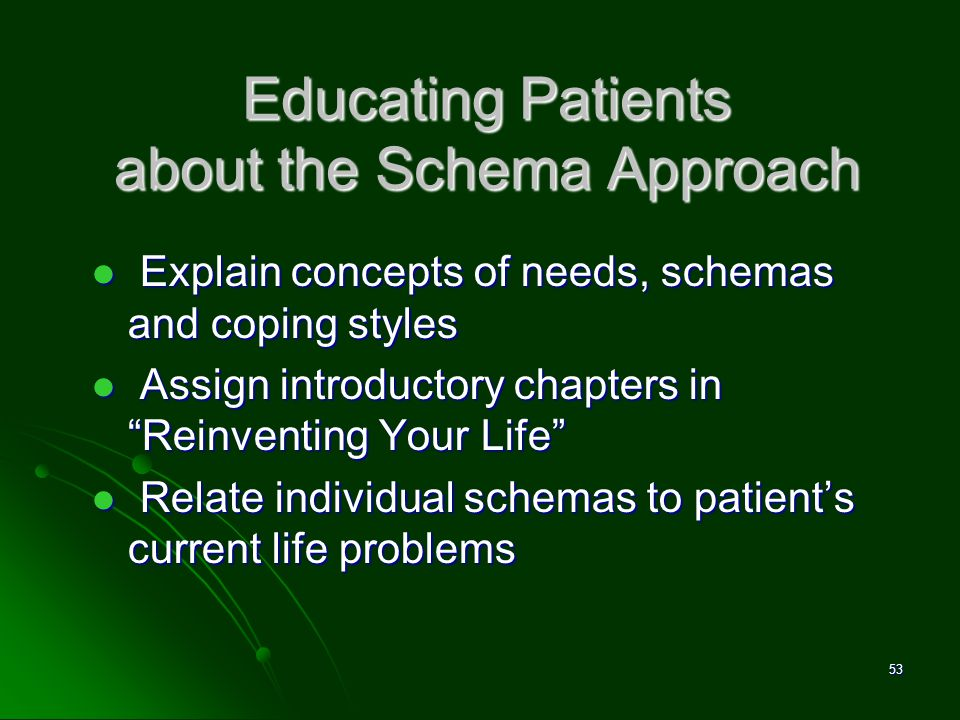 Educating Patients
about the Schema Approach
● Explain concepts of needs, schemas
and coping styles
● Assign introductory chapters in
“Reinventing Your Life”
● Relate individual schemas to patient’s
current life problems
53